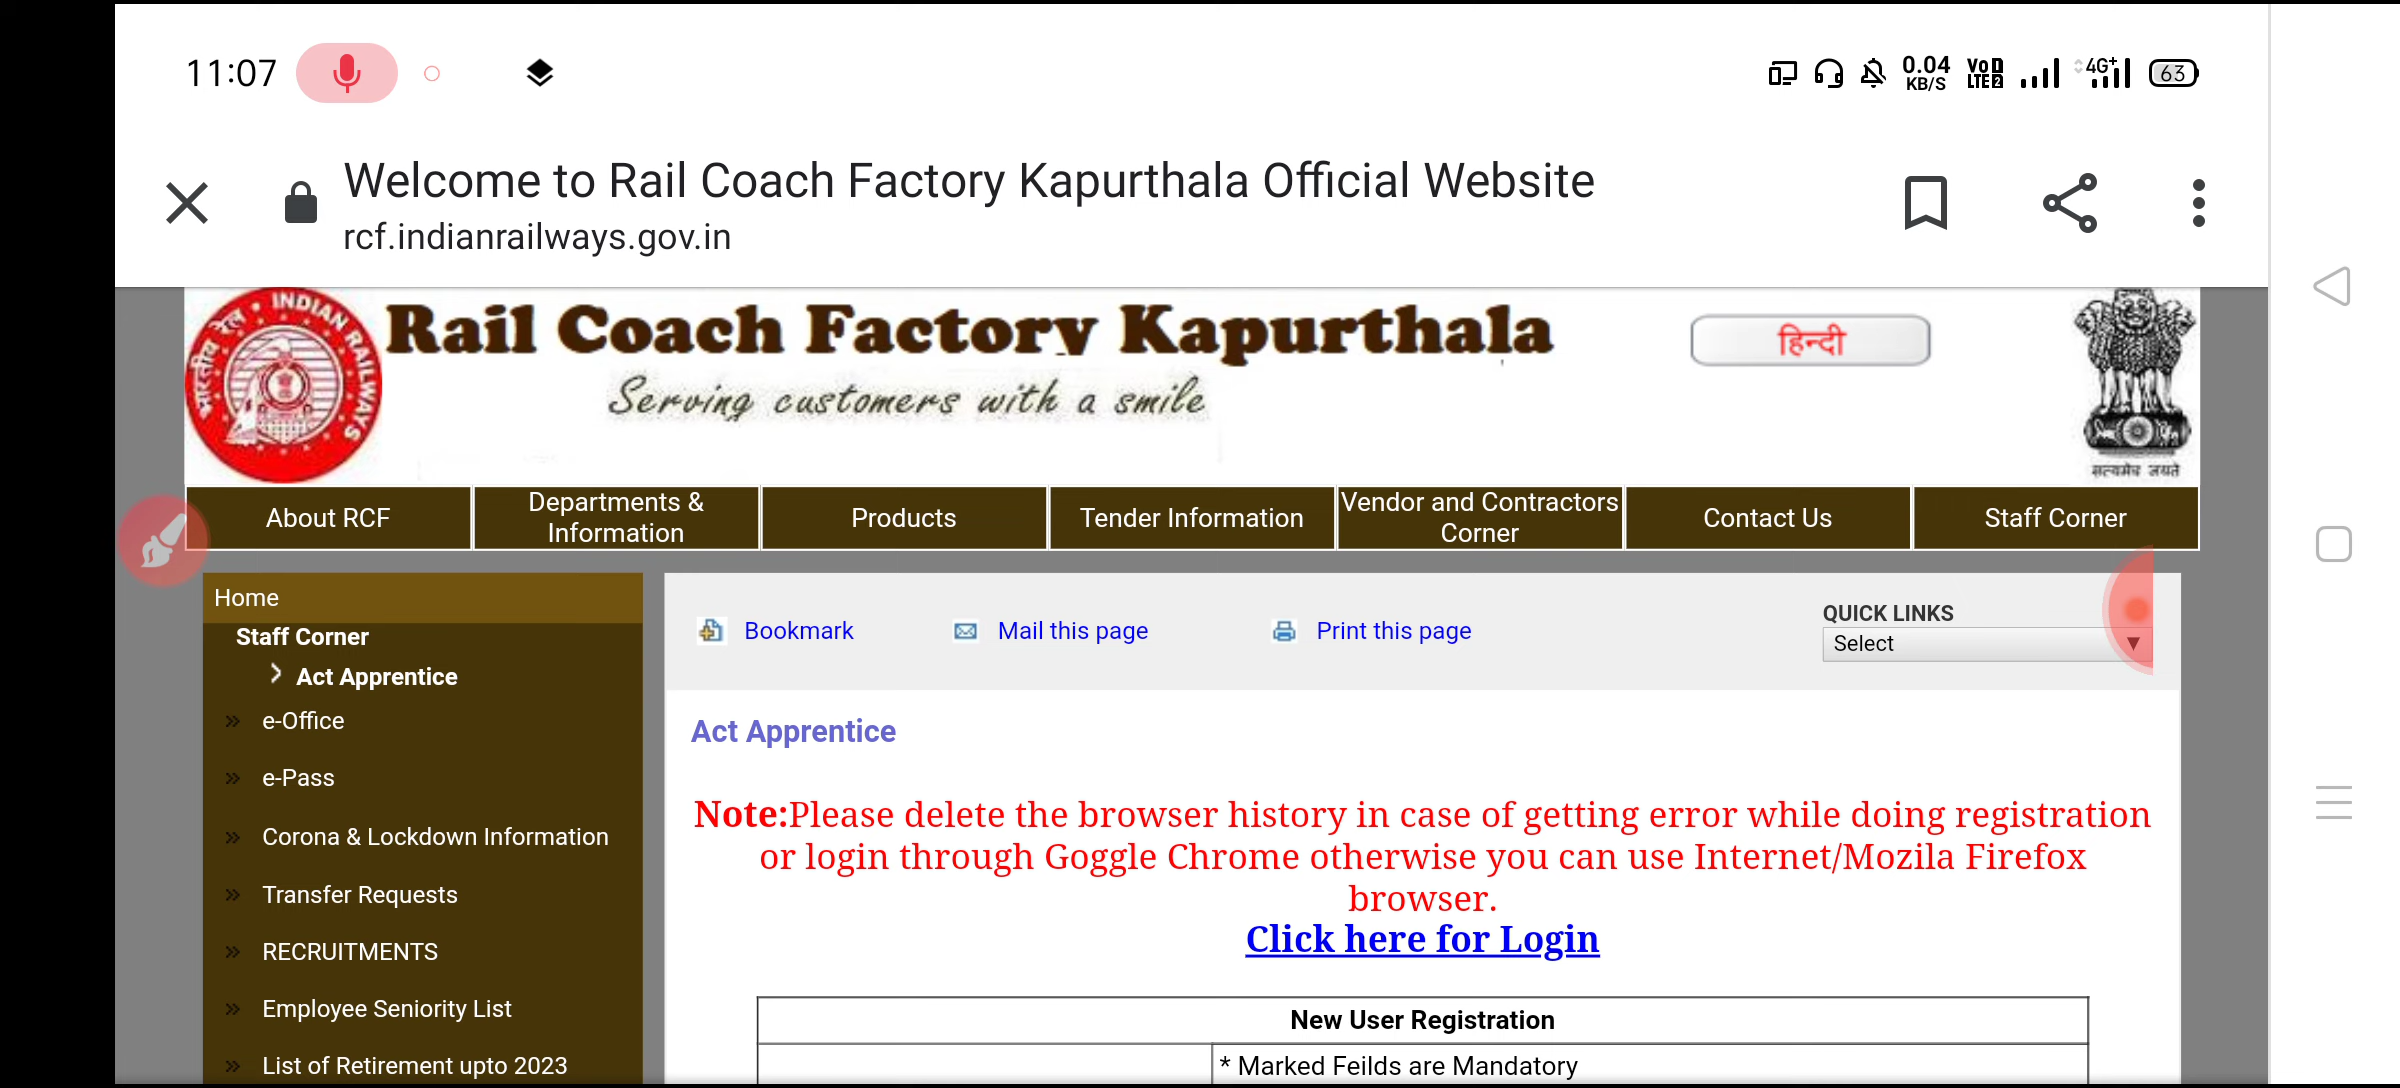 11:07
0.04
KB/S
Vo 1
LTE 2
4G+
63
Welcome to Rail Coach Factory Kapurthala Official Website
rcf.indianrailways.gov.in
भारतीय रेल
INDIAN RAILWAYS
Rail Coach Factory Kapurthala
हिन्दी
Serving customers with a smile
सत्यमेव जयते
About RCF
Departments &
Information
Products
Tender Information
Vendor and Contractors
Corner
Contact Us
Staff Corner
Home
Staff Corner
Act Apprentice
e-Office
e-Pass
Corona & Lockdown Information
Transfer Requests
RECRUITMENTS
Employee Seniority List
List of Retirement upto 2023
Bookmark
Mail this page
Print this page
QUICK LINKS
Select
Act Apprentice
Note:Please delete the browser history in case of getting error while doing registration
or login through Goggle Chrome otherwise you can use Internet/Mozila Firefox
browser.
Click here for Login
New User Registration
* Marked Feilds are Mandatory